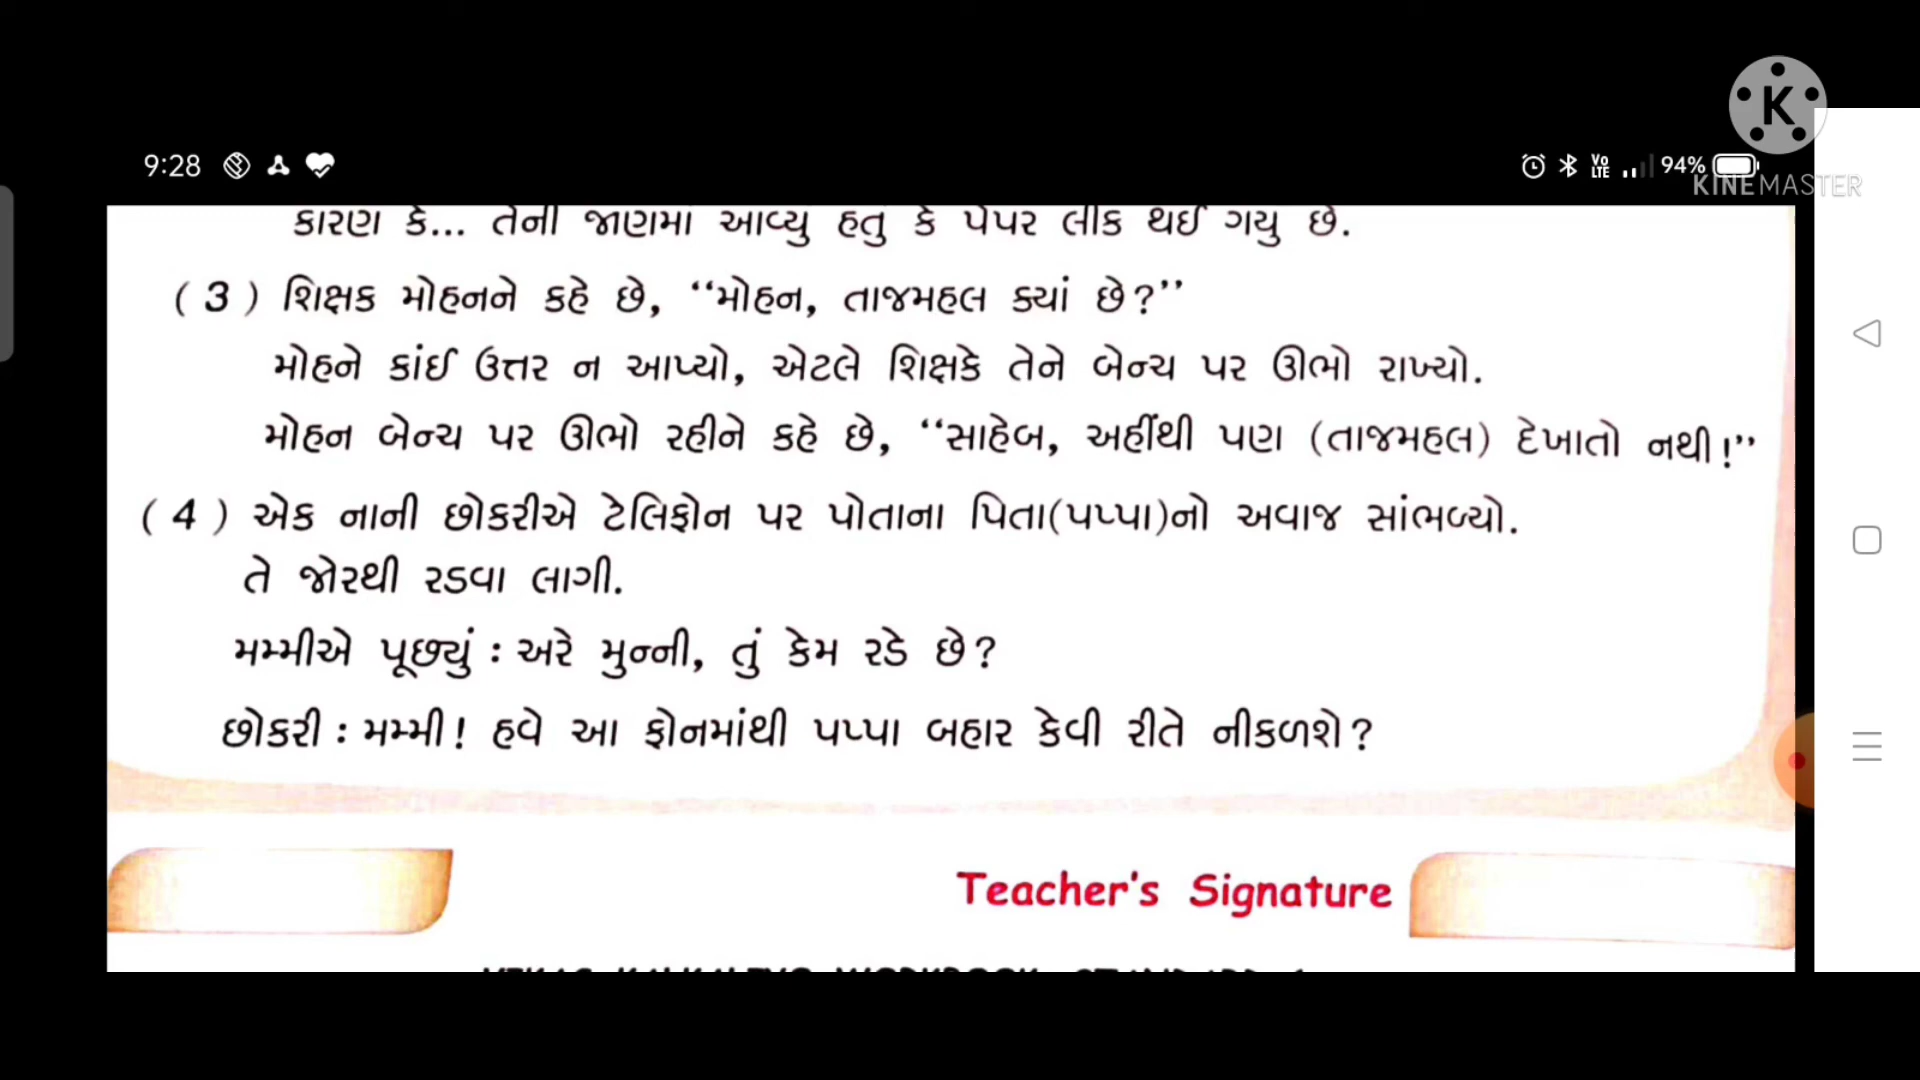 9:28 Vo LTE 94%
K
KINEMASTER
કારણ કે... તેની જાણમાં આવ્યુ હતુ કે પેપર લીક થઈ ગયુ છે.
( 3 ) શિક્ષક મોહનને કહે છે, ‘‘મોહન, તાજમહલ ક્યાં છે?’’
મોહને કાંઈ ઉત્તર ન આપ્યો, એટલે શિક્ષકે તેને બેન્ચ પર ઊભો રાખ્યો.
મોહન બેન્ચ પર ઊભો રહીને કહે છે, ‘‘સાહેબ, અહીંથી પણ (તાજમહલ) દેખાતો નથી!’’
( 4 ) એક નાની છોકરીએ ટેલિફોન પર પોતાના પિતા(પપ્પા)નો અવાજ સાંભળ્યો.
તે જોરથી રડવા લાગી.
મમ્મીએ પૂછ્યું : અરે મુન્ની, તું કેમ રડે છે?
છોકરી : મમ્મી! હવે આ ફોનમાંથી પપ્પા બહાર કેવી રીતે નીકળશે?
Teacher's Signature